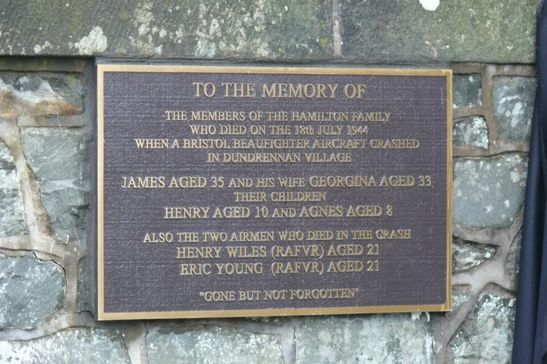 TO THE MEMORY OF
THE MEMBERS OF THE HAMILTON FAMILY
WHO DIED ON THE 18th JULY 1944
WHEN A BRISTOL BEAUFIGHTER AIRCRAFT CRASHED
IN DUNDRENNAN VILLAGE
JAMES AGED 35 AND HIS WIFE GEORGINA AGED 33
THEIR CHILDREN
HENRY AGED 10 AND AGNES AGED 8
ALSO THE TWO AIRMEN WHO DIED IN THE CRASH
HENRY WILES (RAFVR) AGED 21
ERIC YOUNG (RAFVR) AGED 21
"GONE BUT NOT FORGOTTEN"